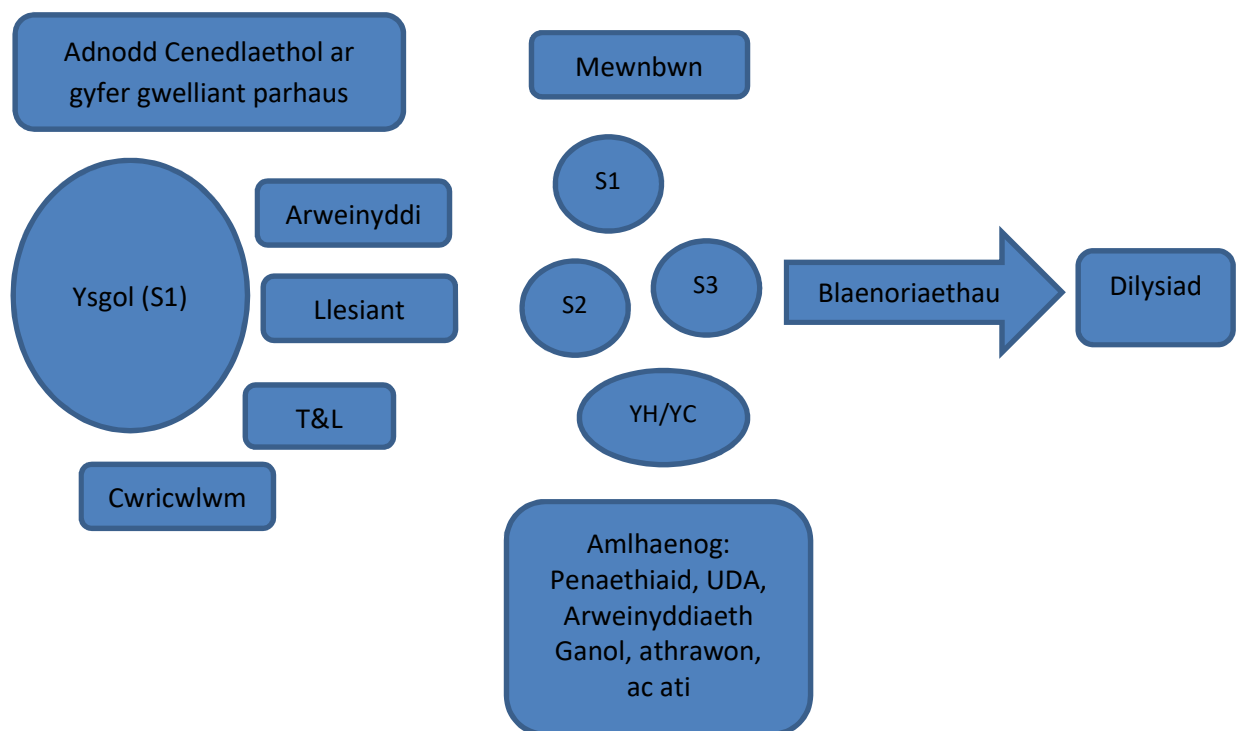 Adnodd Cenedlaethol ar
gyfer gwelliant parhaus
Ysgol (S1)
Arweinyddi
Llesiant
T&L
Cwricwlwm
Mewnbwn
S1
S2
S3
YH/YC
Amlhaenog:
Penaethiaid, UDA,
Arweinyddiaeth
Ganol, athrawon,
ac ati
Blaenoriaethau
Dilysiad